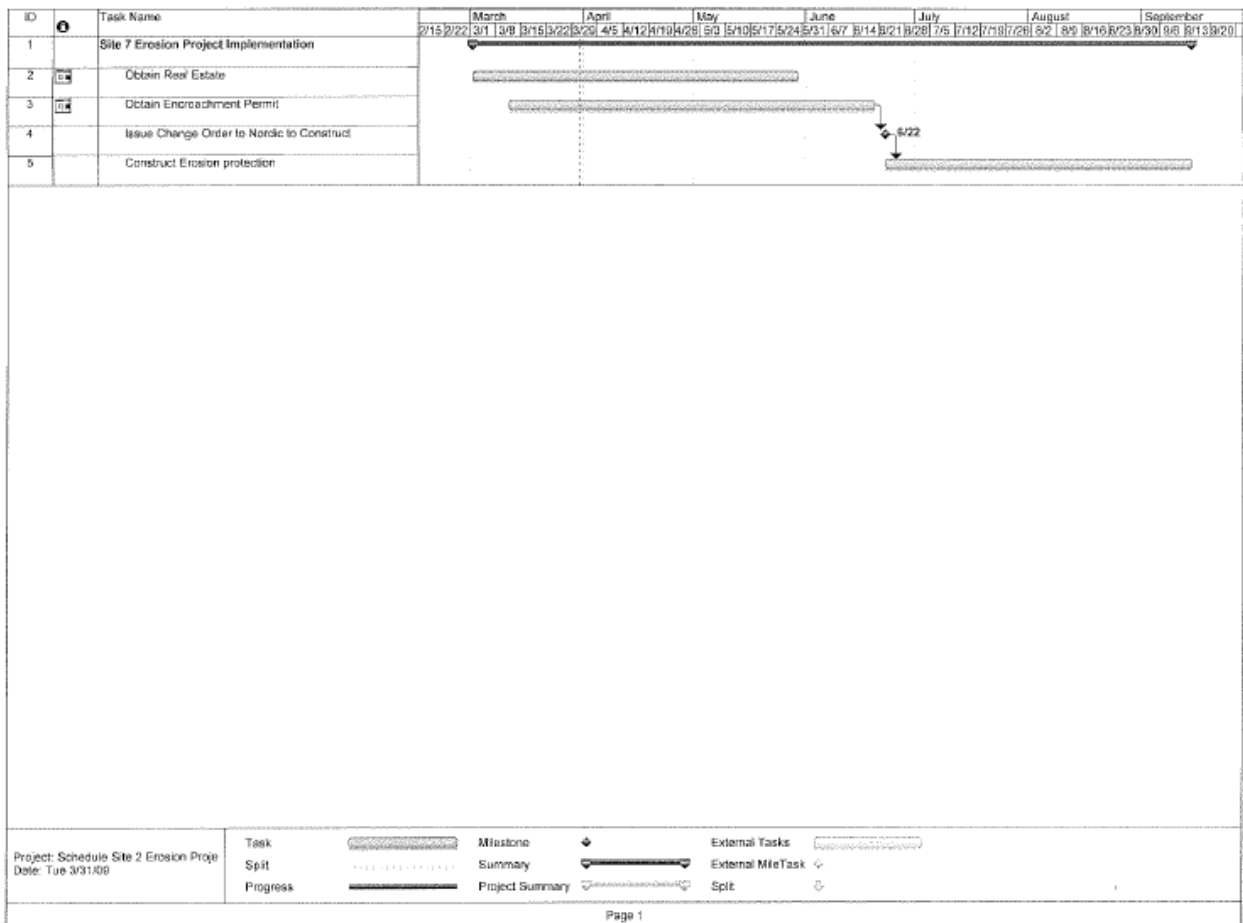 ID Task Name March April May June July August September
2/15 2/22 3/1 3/8 3/15 3/22 3/29 4/5 4/12 4/19 4/26 5/3 5/10 5/17 5/24 5/31 6/7 6/14 6/21 6/28 7/5 7/12 7/19 7/26 8/2 8/9 8/16 8/23 8/30 9/6 9/13 9/20
1 Site 7 Erosion Project Implementation
2 Obtain Real Estate
3 Obtain Encroachment Permit
4 Issue Change Order to Nordic to Construct 6/22
5 Construct Erosion protection
Task Milestone External Tasks
Project: Schedule Site 2 Erosion Proje
Date: Tue 3/31/09
Split Summary External MileTask
Progress Project Summary Split
Page 1